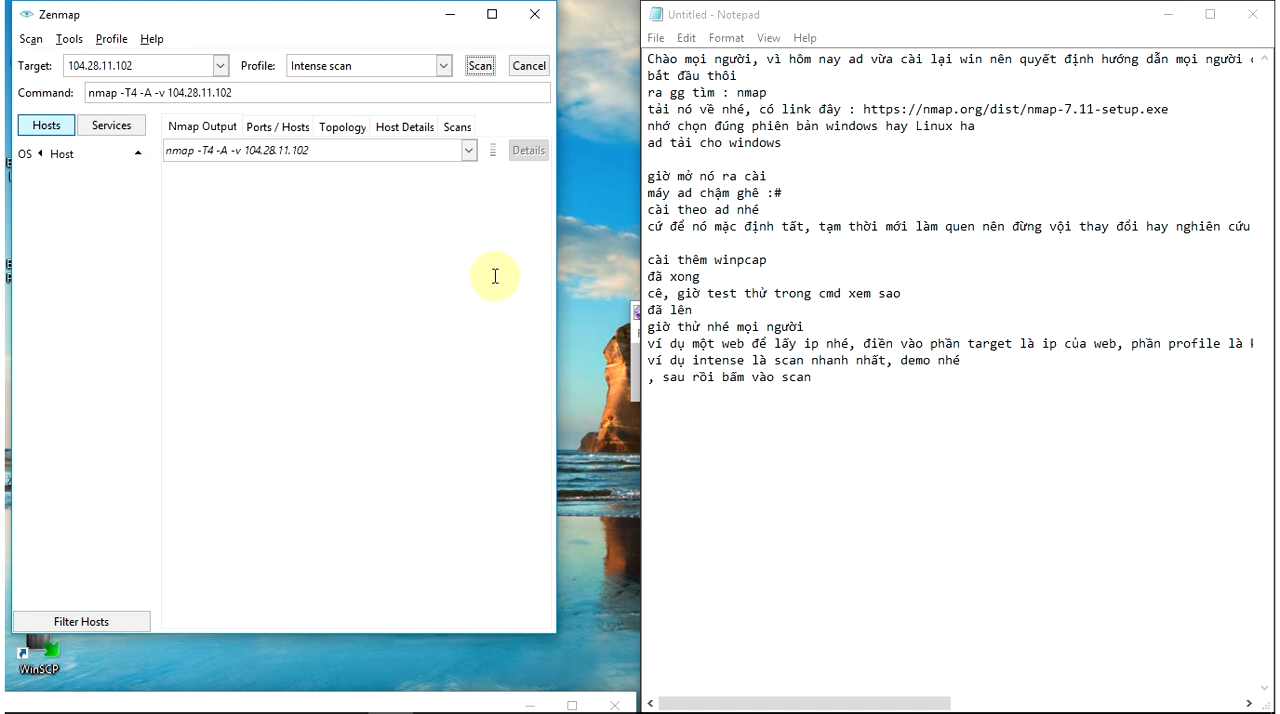 Zenmap
Scan Tools Profile Help
Target: 104.28.11.102 Profile: Intense scan Scan Cancel
Command: nmap -T4 -A -v 104.28.11.102
Hosts Services
Nmap Output Ports / Hosts Topology Host Details Scans
OS Host
nmap -T4 -A -v 104.28.11.102 Details
Filter Hosts
WinSCP
Untitled - Notepad
File Edit Format View Help
Chào mọi người, vì hôm nay ad vừa cài lại win nên quyết định hướng dẫn mọi người
bắt đầu thôi
ra gg tìm : nmap
tải nó về nhé, có link đây : https://nmap.org/dist/nmap-7.11-setup.exe
nhớ chọn đúng phiên bản windows hay Linux ha
ad tải cho windows
giờ mở nó ra cài
máy ad chậm ghê :#
cài theo ad nhé
cứ để nó mặc định tất, tạm thời mới làm quen nên đừng vội thay đổi hay nghiên cứu
cài thêm winpcap
đã xong
cê, giờ test thử trong cmd xem sao
đã lên
giờ thử nhé mọi người
ví dụ một web để lấy ip nhé, điền vào phần target là ip của web, phần profile là
ví dụ intense là scan nhanh nhất, demo nhé
, sau rồi bấm vào scan